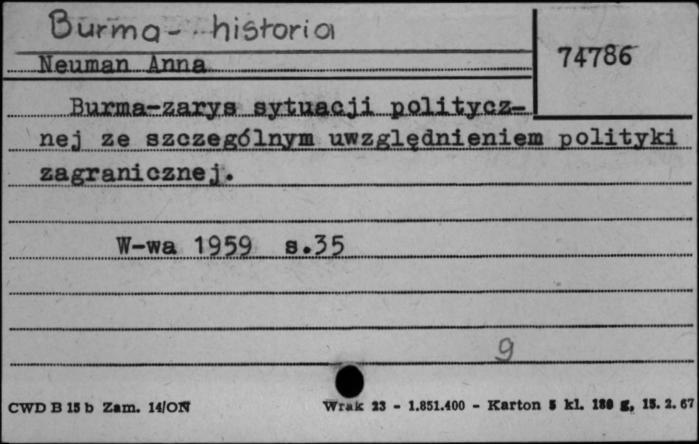 Burma - historia
74786
Neuman Anna
Burma-zarys sytuacji politycz-
nej ze szczególnym uwzględnieniem polityki
zagranicznej.
W-wa 1959 s.35
9
CWD B 15 b Zam. 14/ON Wrak 23 - 1.851.400 - Karton 5 kl. 180 g, 15. 2. 67